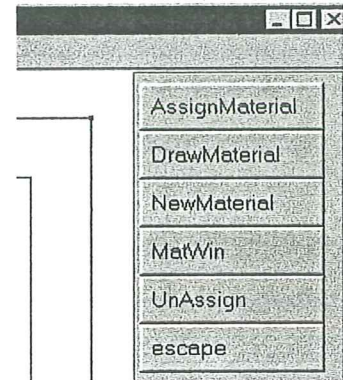 AssignMaterial
DrawMaterial
NewMaterial
MatWin
UnAssign
escape